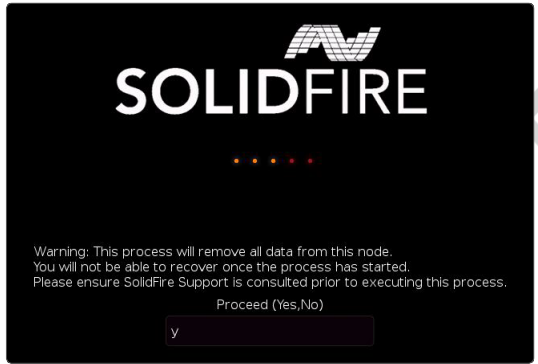 SOLIDFIRE
Warning: This process will remove all data from this node.
You will not be able to recover once the process has started.
Please ensure SolidFire Support is consulted prior to executing this process.
Proceed (Yes,No)
y